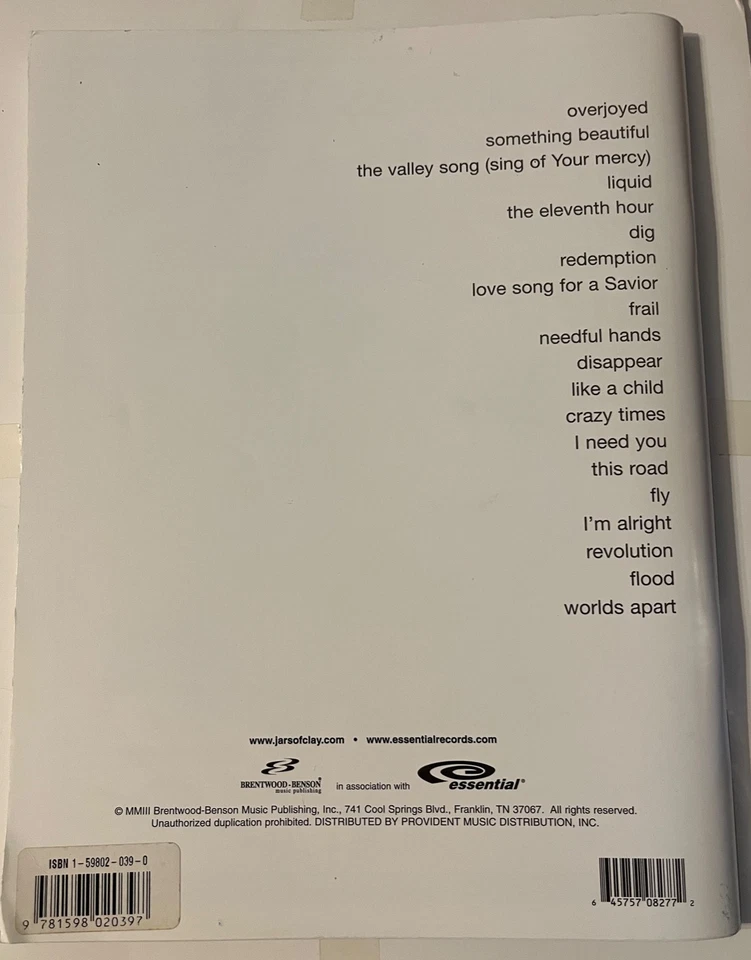 overjoyed
something beautiful
the valley song (sing of Your mercy)
liquid
the eleventh hour
dig
redemption
love song for a Savior
frail
needful hands
disappear
like a child
crazy times
I need you
this road
fly
I'm alright
revolution
flood
worlds apart
www.jarsofclay.com • www.essentialrecords.com
BRENTWOOD-BENSON®
music publishing
in association with
essential®
© MMIII Brentwood-Benson Music Publishing, Inc., 741 Cool Springs Blvd., Franklin, TN 37067. All rights reserved.
Unauthorized duplication prohibited. DISTRIBUTED BY PROVIDENT MUSIC DISTRIBUTION, INC.
ISBN 1-59802-039-0
9 781598 020397
6 45757 08277 2